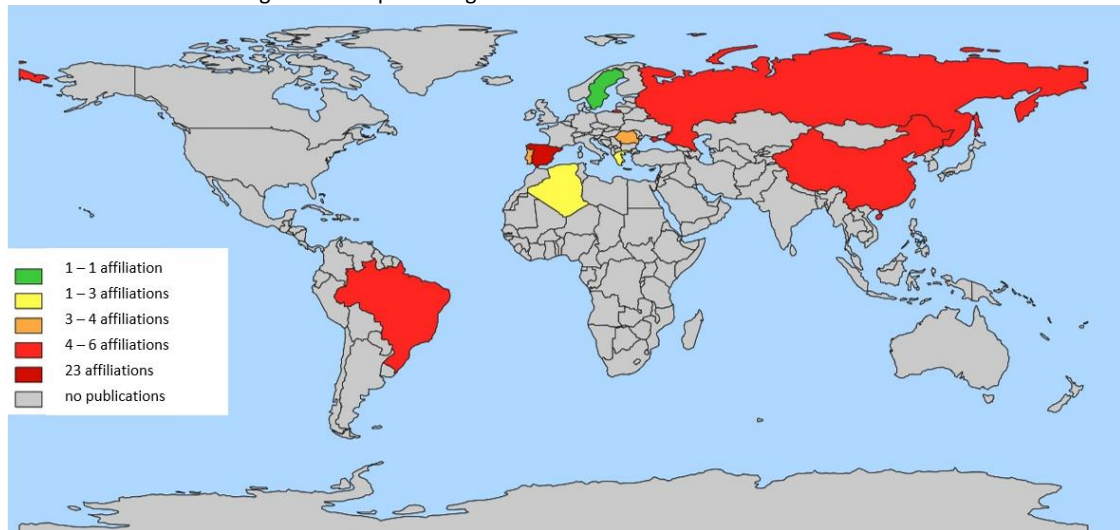 1 – 1 affiliation
1 – 3 affiliations
3 – 4 affiliations
4 – 6 affiliations
23 affiliations
no publications